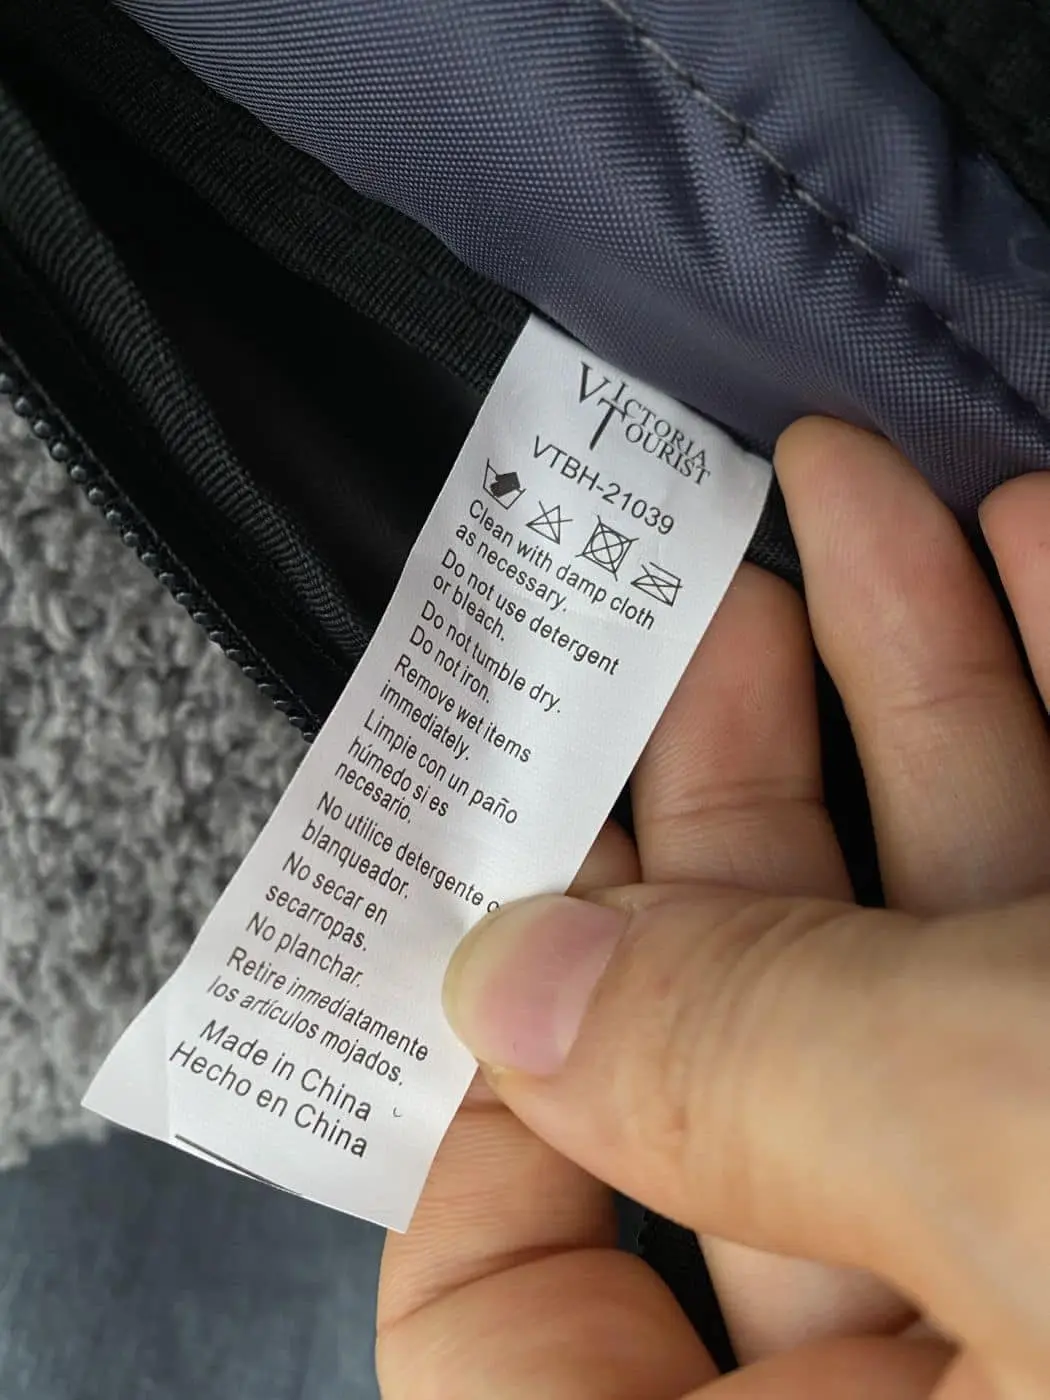 VICTORIA
TOURIST
VTBH-21039
Clean with damp cloth
as necessary.
Do not use detergent
or bleach.
Do not tumble dry.
Do not iron.
Remove wet items
immediately.
Limpie con un paño
húmedo si es
necesario.
No utilice detergente
blanqueador.
No secar en
secarropas.
No planchar.
Retire inmediatamente
los artículos mojados.
Made in China
Hecho en China